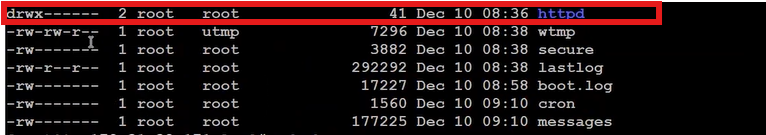 drwx------ 2 root root 41 Dec 10 08:36 httpd
-rw-rw-r-- 1 root utmp 7296 Dec 10 08:38 wtmp
-rw------- 1 root root 3882 Dec 10 08:38 secure
-rw-r--r-- 1 root root 292292 Dec 10 08:38 lastlog
-rw------- 1 root root 17227 Dec 10 08:58 boot.log
-rw------- 1 root root 1560 Dec 10 09:10 cron
-rw------- 1 root root 177225 Dec 10 09:10 messages